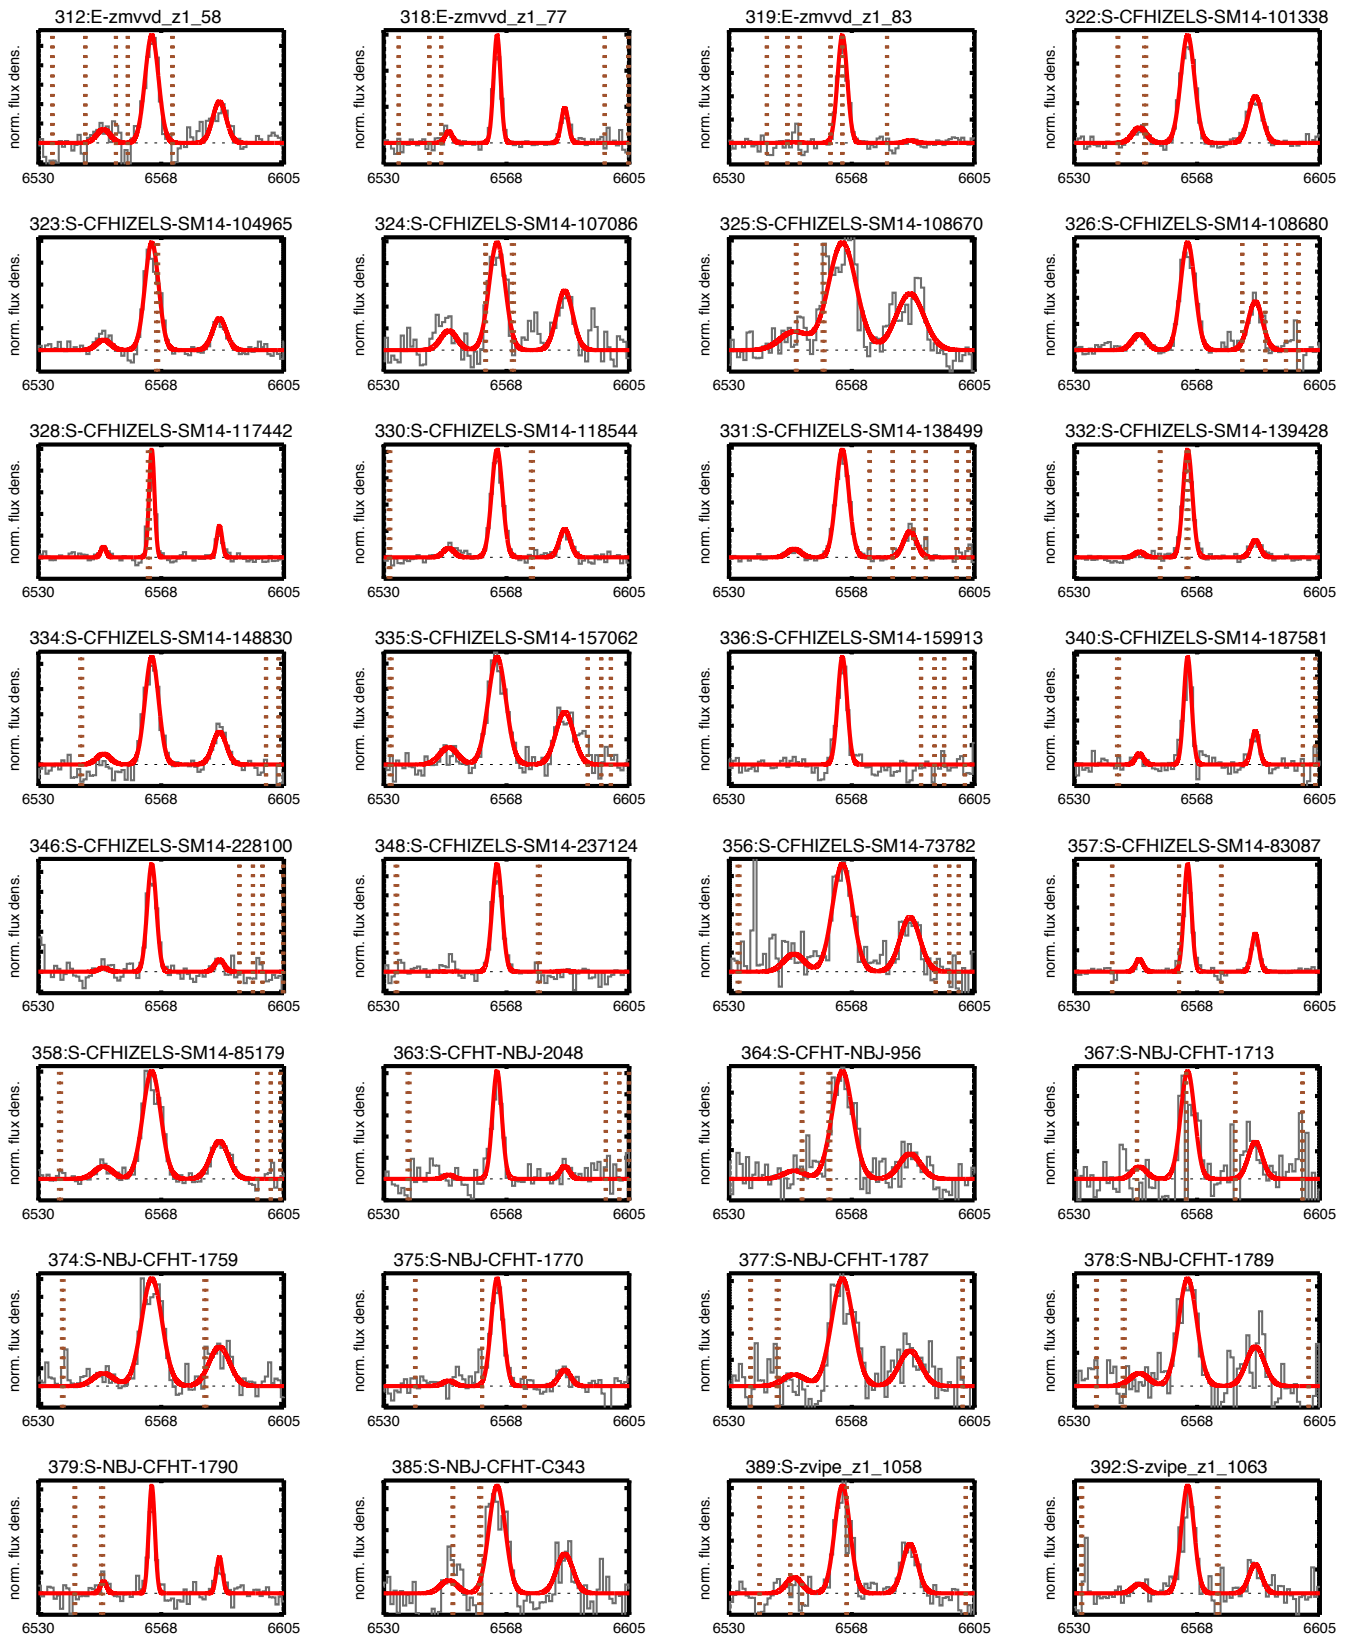 312:E-zmvvd_z1_58 318:E-zmvvd_z1_77 319:E-zmvvd_z1_83 322:S-CFHIZELS-SM14-101338
norm. flux dens. norm. flux dens. norm. flux dens. norm. flux dens.
6530 6568 6605 6530 6568 6605 6530 6568 6605 6530 6568 6605
323:S-CFHIZELS-SM14-104965 324:S-CFHIZELS-SM14-107086 325:S-CFHIZELS-SM14-108670 326:S-CFHIZELS-SM14-108680
norm. flux dens. norm. flux dens. norm. flux dens. norm. flux dens.
6530 6568 6605 6530 6568 6605 6530 6568 6605 6530 6568 6605
328:S-CFHIZELS-SM14-117442 330:S-CFHIZELS-SM14-118544 331:S-CFHIZELS-SM14-138499 332:S-CFHIZELS-SM14-139428
norm. flux dens. norm. flux dens. norm. flux dens. norm. flux dens.
6530 6568 6605 6530 6568 6605 6530 6568 6605 6530 6568 6605
334:S-CFHIZELS-SM14-148830 335:S-CFHIZELS-SM14-157062 336:S-CFHIZELS-SM14-159913 340:S-CFHIZELS-SM14-187581
norm. flux dens. norm. flux dens. norm. flux dens. norm. flux dens.
6530 6568 6605 6530 6568 6605 6530 6568 6605 6530 6568 6605
346:S-CFHIZELS-SM14-228100 348:S-CFHIZELS-SM14-237124 356:S-CFHIZELS-SM14-73782 357:S-CFHIZELS-SM14-83087
norm. flux dens. norm. flux dens. norm. flux dens. norm. flux dens.
6530 6568 6605 6530 6568 6605 6530 6568 6605 6530 6568 6605
358:S-CFHIZELS-SM14-85179 363:S-CFHT-NBJ-2048 364:S-CFHT-NBJ-956 367:S-NBJ-CFHT-1713
norm. flux dens. norm. flux dens. norm. flux dens. norm. flux dens.
6530 6568 6605 6530 6568 6605 6530 6568 6605 6530 6568 6605
374:S-NBJ-CFHT-1759 375:S-NBJ-CFHT-1770 377:S-NBJ-CFHT-1787 378:S-NBJ-CFHT-1789
norm. flux dens. norm. flux dens. norm. flux dens. norm. flux dens.
6530 6568 6605 6530 6568 6605 6530 6568 6605 6530 6568 6605
379:S-NBJ-CFHT-1790 385:S-NBJ-CFHT-C343 389:S-zvipe_z1_1058 392:S-zvipe_z1_1063
norm. flux dens. norm. flux dens. norm. flux dens. norm. flux dens.
6530 6568 6605 6530 6568 6605 6530 6568 6605 6530 6568 6605